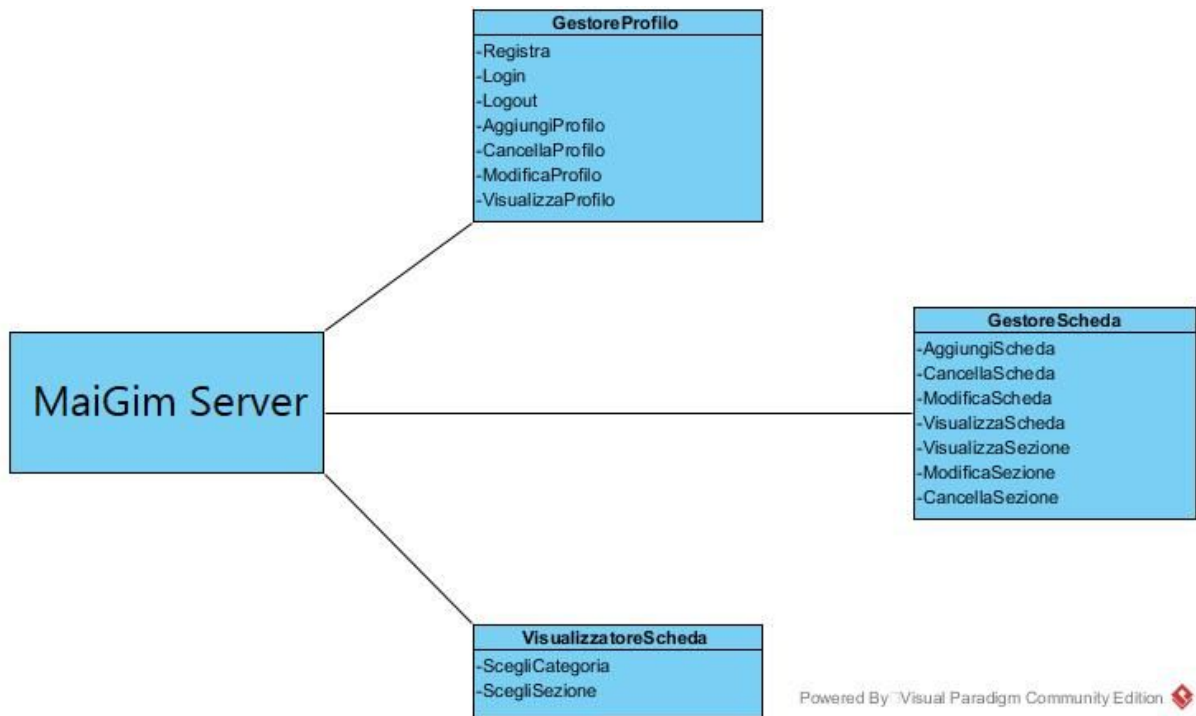 GestoreProfilo
-Registra
-Login
-Logout
-AggiungiProfilo
-CancellaProfilo
-ModificaProfilo
-VisualizzaProfilo
MaiGim Server
GestoreScheda
-AggiungiScheda
-CancellaScheda
-ModificaScheda
-VisualizzaScheda
-VisualizzaSezione
-ModificaSezione
-CancellaSezione
VisualizzatoreScheda
-ScegliCategoria
-ScegliSezione
Powered By Visual Paradigm Community Edition